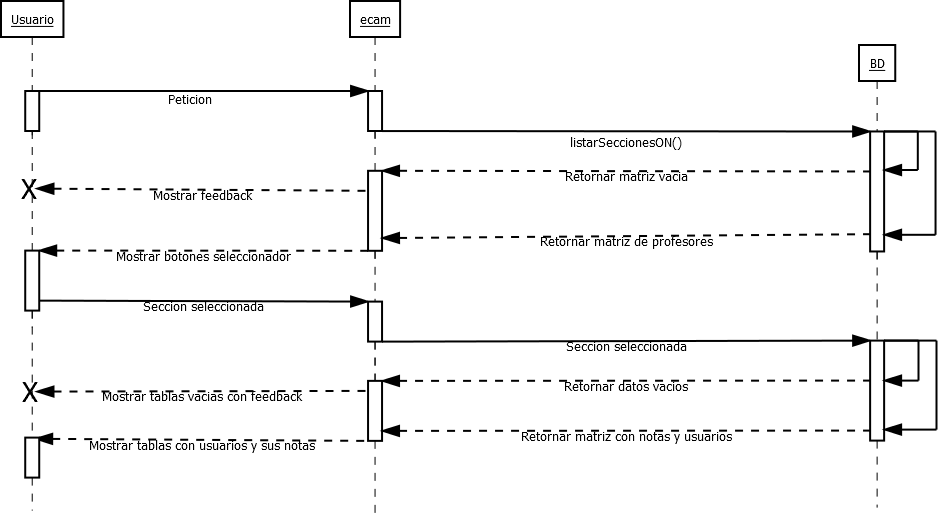 Usuario
ecam
BD
Peticion
listarSeccionesON()
Retornar matriz vacia
X
Mostrar feedback
Retornar matriz de profesores
Mostrar botones seleccionador
Seccion seleccionada
Seccion seleccionada
Retornar datos vacios
X
Mostrar tablas vacias con feedback
Retornar matriz con notas y usuarios
Mostrar tablas con usuarios y sus notas